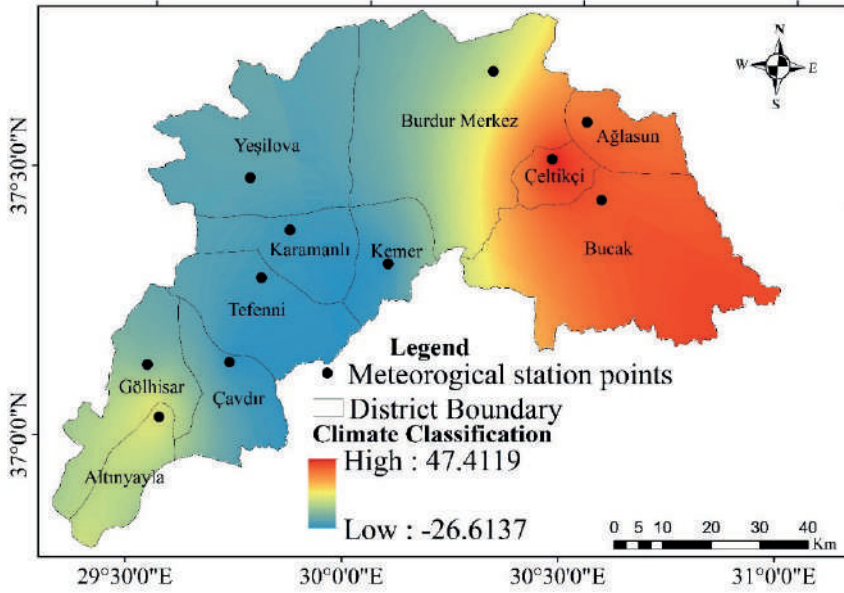 N
W E
S
Burdur Merkez
Ağlasun
Yeşilova
Çeltikçi
Karamanlı
Kemer
Bucak
Tefenni
Gölhisar
Çavdır
Altınyayla
Legend
Meteorogical station points
District Boundary
Climate Classification
High : 47.4119
Low : -26.6137
0 5 10 20 30 40
Km
37°30'0"N
37°0'0"N
29°30'0"E 30°0'0"E 30°30'0"E 31°0'0"E